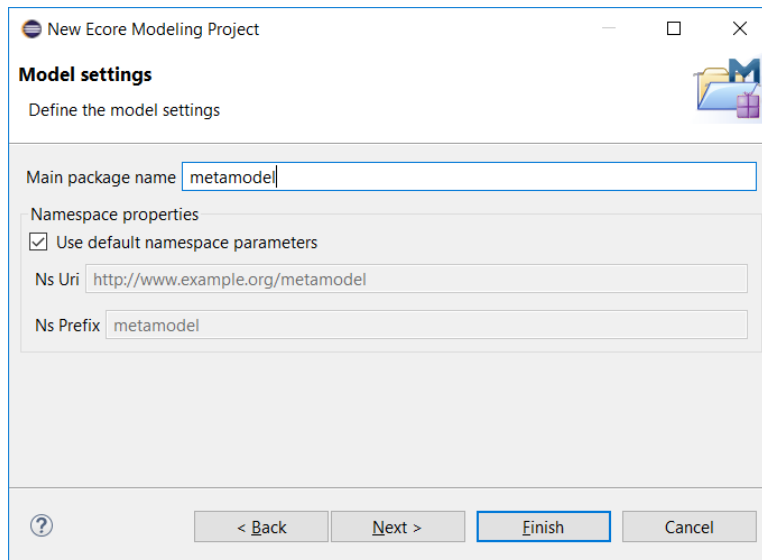 New Ecore Modeling Project
Model settings
Define the model settings
Main package name metamodel
Namespace properties
Use default namespace parameters
Ns Uri http://www.example.org/metamodel
Ns Prefix metamodel
? < Back Next > Finish Cancel